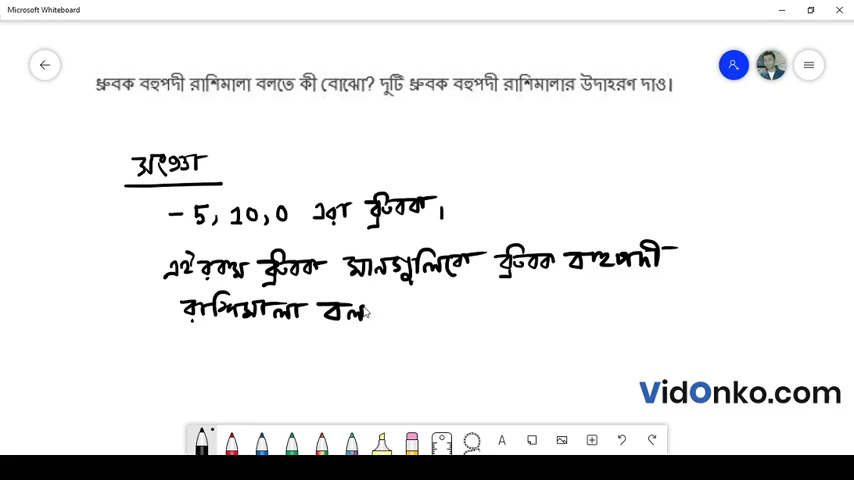 Microsoft Whiteboard
ধ্রুবক বহুপদী রাশিমালা বলতে কী বোঝো? দুটি ধ্রুবক বহুপদী রাশিমালার উদাহরণ দাও।
সংজ্ঞা
- 5, 10, 0 এরা ধ্রুবক।
এইরকম ধ্রুবক মানগুলিকে ধ্রুবক বহুপদী
রাশিমালা বল
VidOnko.com